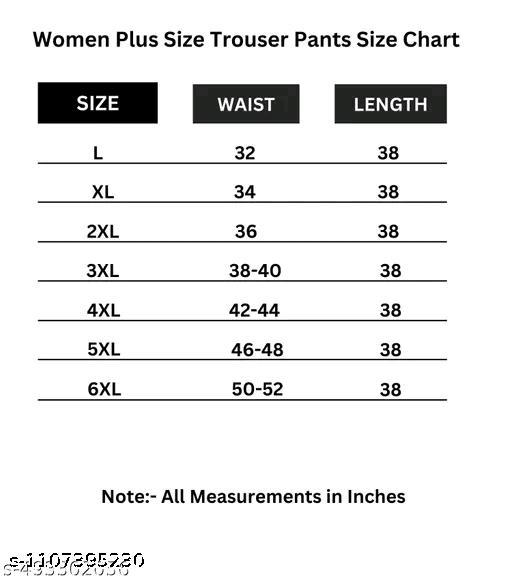 Women Plus Size Trouser Pants Size Chart
SIZE WAIST LENGTH
L 32 38
XL 34 38
2XL 36 38
3XL 38-40 38
4XL 42-44 38
5XL 46-48 38
6XL 50-52 38
Note:- All Measurements in Inches
s-1107395230